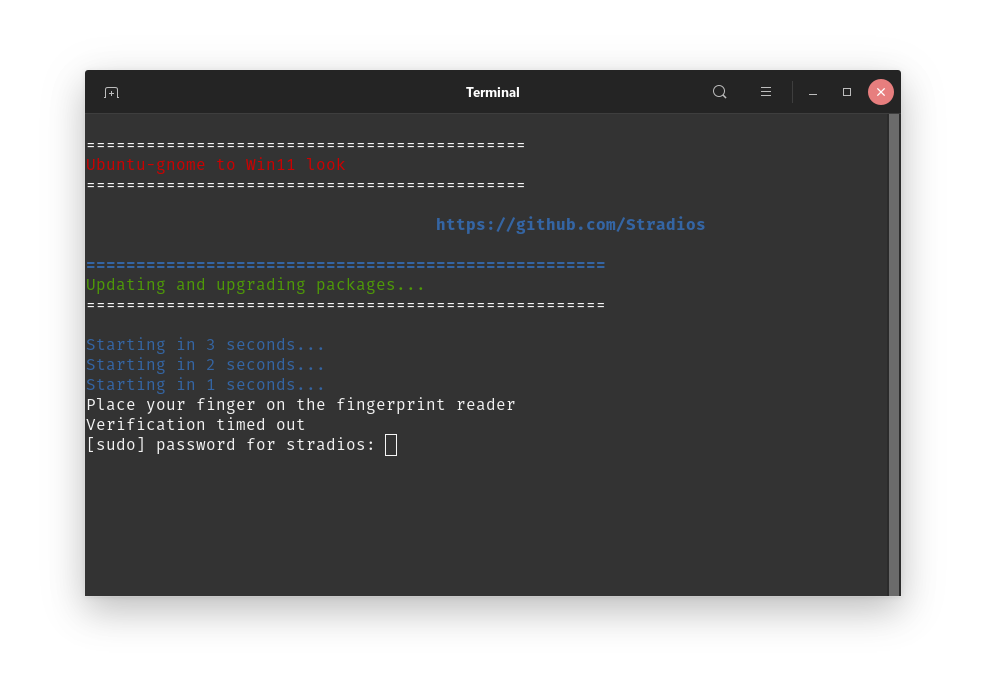 Terminal
============================================
Ubuntu-gnome to Win11 look
============================================
https://github.com/Stradios
====================================================
Updating and upgrading packages...
====================================================
Starting in 3 seconds...
Starting in 2 seconds...
Starting in 1 seconds...
Place your finger on the fingerprint reader
Verification timed out
[sudo] password for stradios: